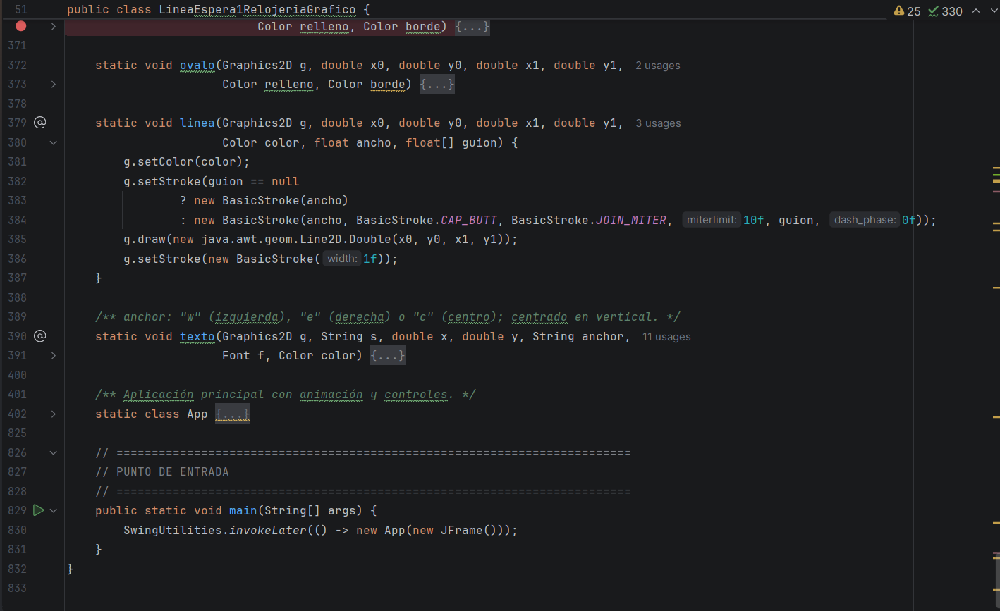 51 public class LineaEspera1RelojeriaGrafico { 25 330
Color relleno, Color borde) {...}
371
372 static void ovalo(Graphics2D g, double x0, double y0, double x1, double y1, 2 usages
373 Color relleno, Color borde) {...}
378
379 @ static void linea(Graphics2D g, double x0, double y0, double x1, double y1, 3 usages
380 Color color, float ancho, float[] guion) {
381 g.setColor(color);
382 g.setStroke(guion == null
383 ? new BasicStroke(ancho)
384 : new BasicStroke(ancho, BasicStroke.CAP_BUTT, BasicStroke.JOIN_MITER, miterlimit: 10f, guion, dash_phase: 0f));
385 g.draw(new java.awt.geom.Line2D.Double(x0, y0, x1, y1));
386 g.setStroke(new BasicStroke( width: 1f));
387 }
388
389 /** anchor: "w" (izquierda), "e" (derecha) o "c" (centro); centrado en vertical. */
390 @ static void texto(Graphics2D g, String s, double x, double y, String anchor, 11 usages
391 Font f, Color color) {...}
400
401 /** Aplicación principal con animación y controles. */
402 static class App {...}
825
826 // =========================================================================
827 // PUNTO DE ENTRADA
828 // =========================================================================
829 public static void main(String[] args) {
830 SwingUtilities.invokeLater(() -> new App(new JFrame()));
831 }
832 }
833